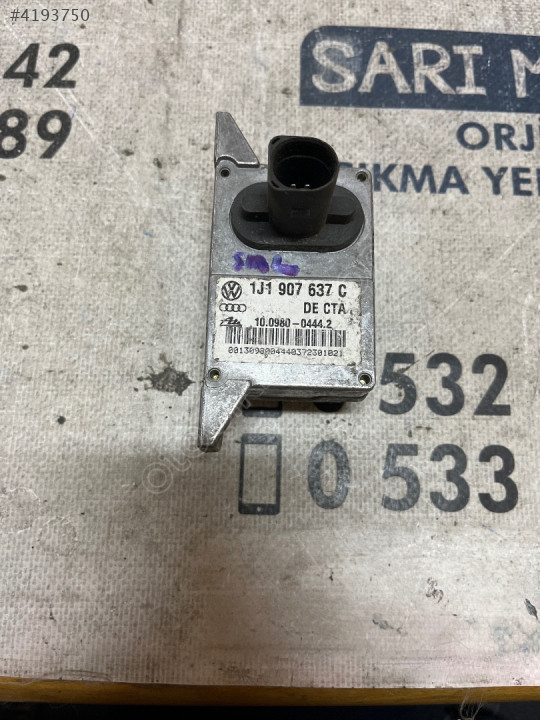 #4193750
42
89
SARI M
ORJ
IKMA YE
1J1 907 637 C
DE CTA
10.0980-0444.2
532
0 533